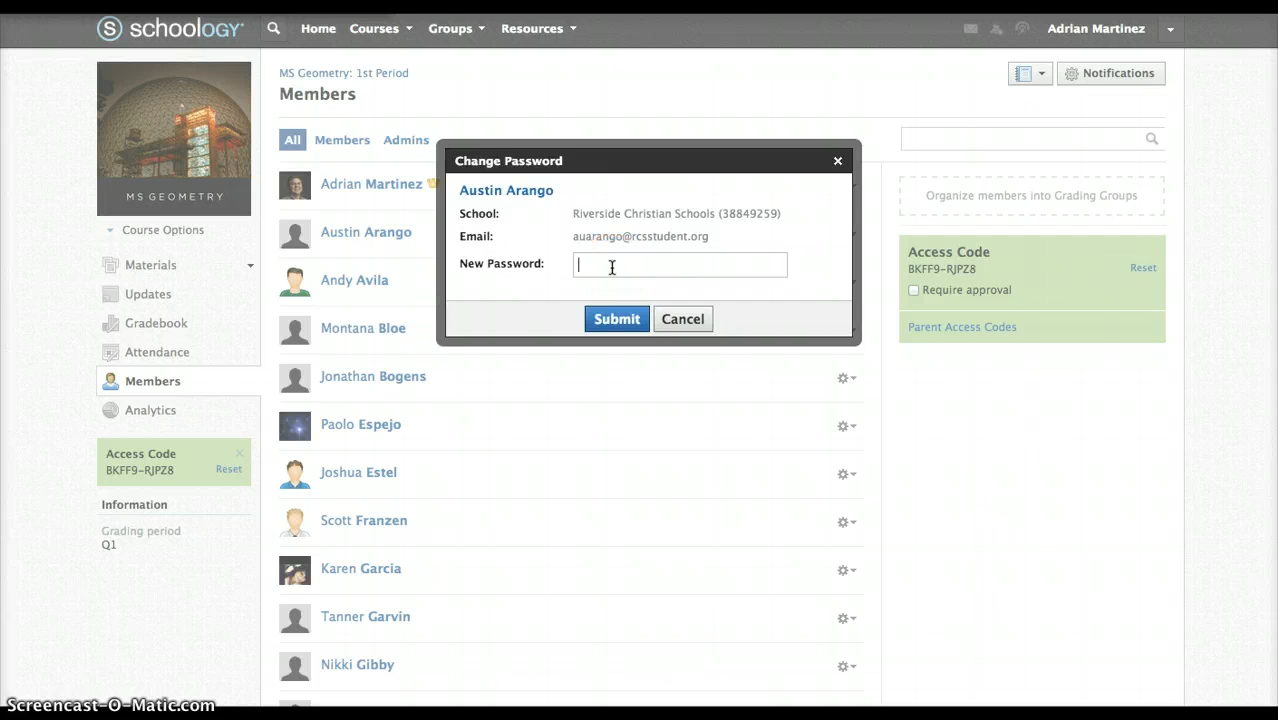 schoology
Home
Courses
Groups
Resources
Adrian Martinez
MS GEOMETRY
Course Options
Materials
Updates
Gradebook
Attendance
Members
Analytics
Access Code
BKFF9-RJPZ8
Reset
Information
Grading period
Q1
MS Geometry: 1st Period
Members
Notifications
All
Members
Admins
Adrian Martinez
Austin Arango
Andy Avila
Montana Bloe
Jonathan Bogens
Paolo Espejo
Joshua Estel
Scott Franzen
Karen Garcia
Tanner Garvin
Nikki Gibby
Change Password
Austin Arango
School: Riverside Christian Schools (38849259)
Email: auarango@rcsstudent.org
New Password:
Submit
Cancel
Organize members into Grading Groups
Access Code
BKFF9-RJPZ8
Reset
Require approval
Parent Access Codes
Screencast-O-Matic.com